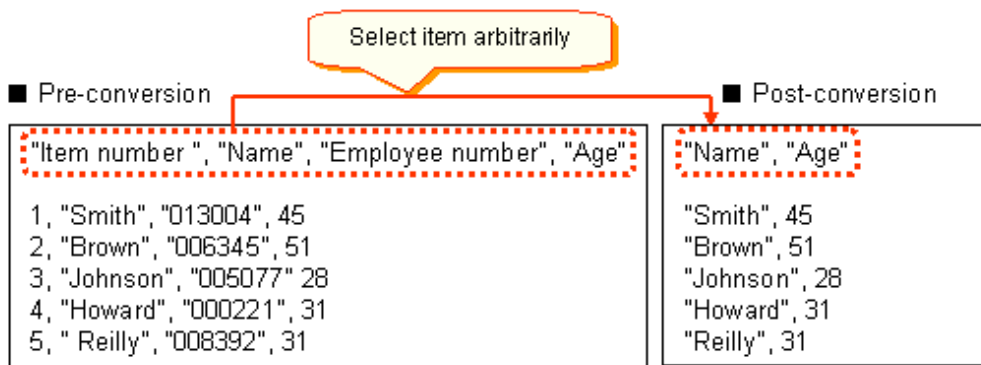 Select item arbitrarily
■ Pre-conversion
"Item number ", "Name", "Employee number", "Age"
1, "Smith", "013004", 45
2, "Brown", "006345", 51
3, "Johnson", "005077" 28
4, "Howard", "000221", 31
5, " Reilly", "008392", 31
■ Post-conversion
"Name", "Age"
"Smith", 45
"Brown", 51
"Johnson", 28
"Howard", 31
"Reilly", 31